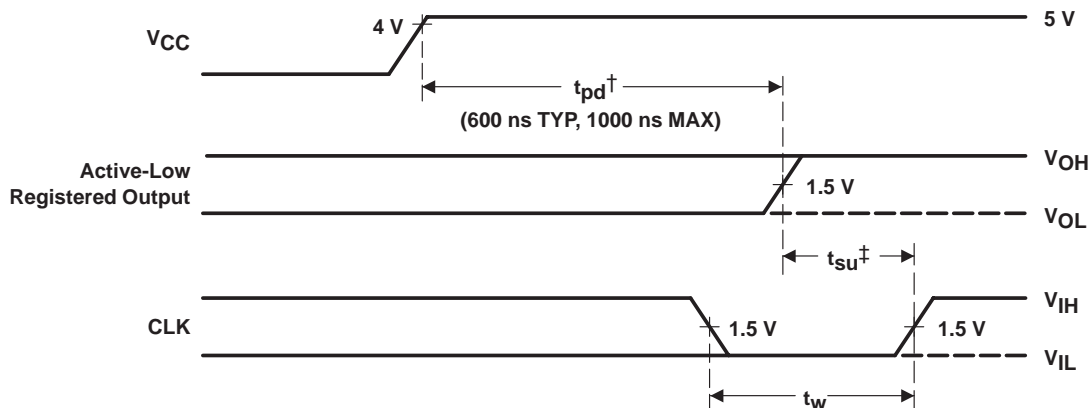 VCC
4 V
5 V
tpd†
(600 ns TYP, 1000 ns MAX)
Active-Low
Registered Output
1.5 V
VOH
VOL
tsu‡
CLK
1.5 V
1.5 V
VIH
VIL
tw